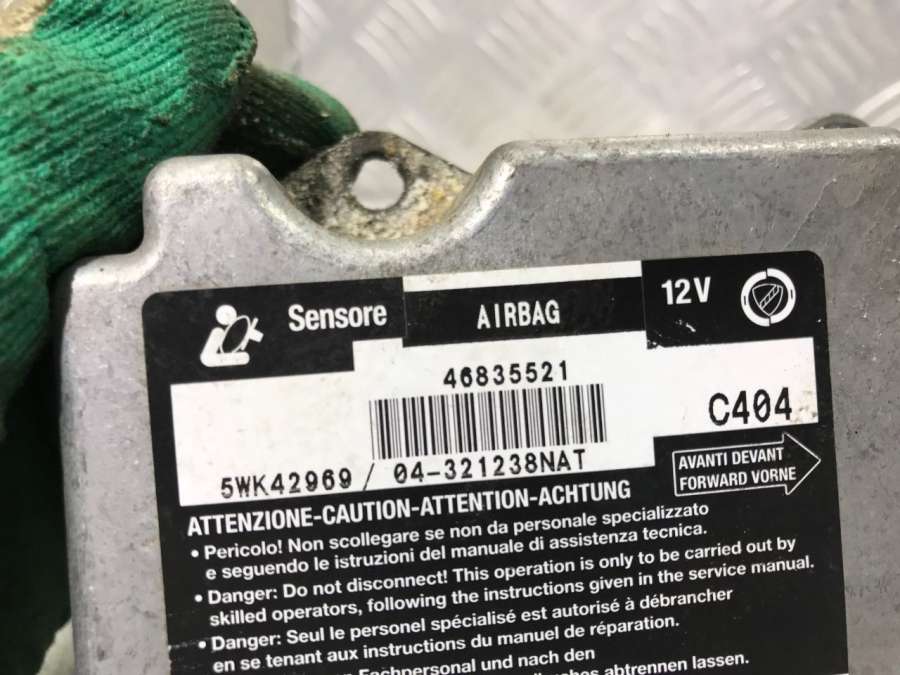 Sensore AIRBAG 12V
46835521
C404
5WK42969 / 04-321238NAT
AVANTI DEVANT
FORWARD VORNE
ATTENZIONE-CAUTION-ATTENTION-ACHTUNG
• Pericolo! Non scollegare se non da personale specializzato
e seguendo le istruzioni del manuale di assistenza tecnica.
• Danger: Do not disconnect! This operation is only to be carried out by
skilled operators, following the instructions given in the service manual.
• Danger: Seul le personel spécialisé est autorisé à débrancher
en se tenant aux instructions du manuel de réparation.
Fachpersonal und nach den
abtrennen lassen.